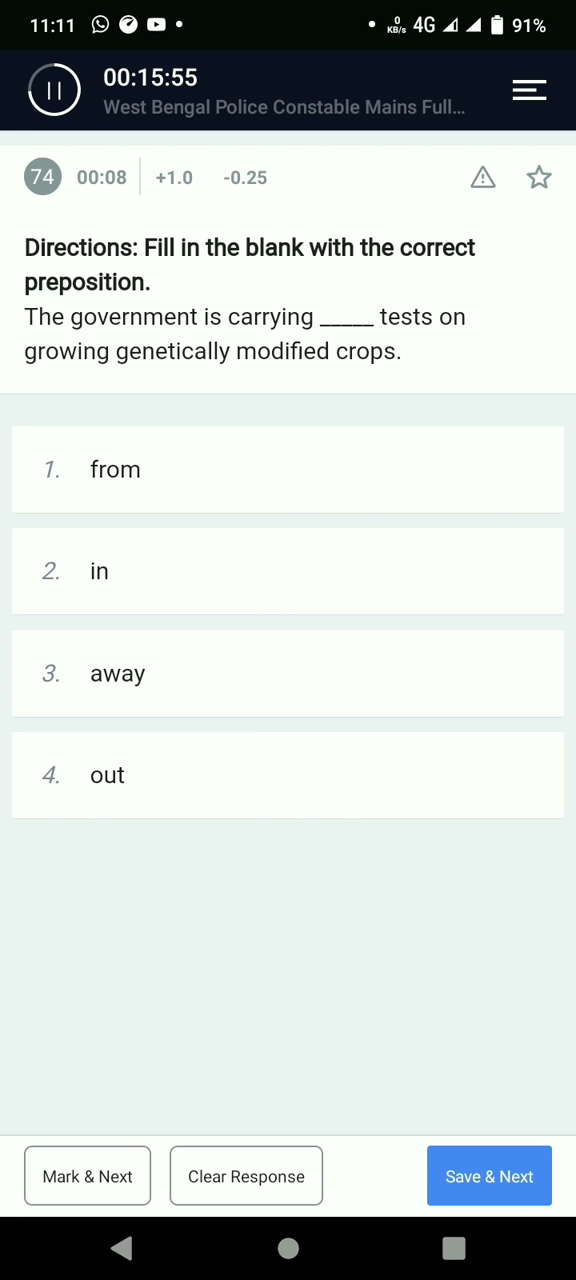 11:11
0 KB/s 4G 91%
00:15:55
West Bengal Police Constable Mains Full...
74 00:08 +1.0 -0.25
Directions: Fill in the blank with the correct
preposition.
The government is carrying _____ tests on
growing genetically modified crops.
1. from
2. in
3. away
4. out
Mark & Next Clear Response Save & Next